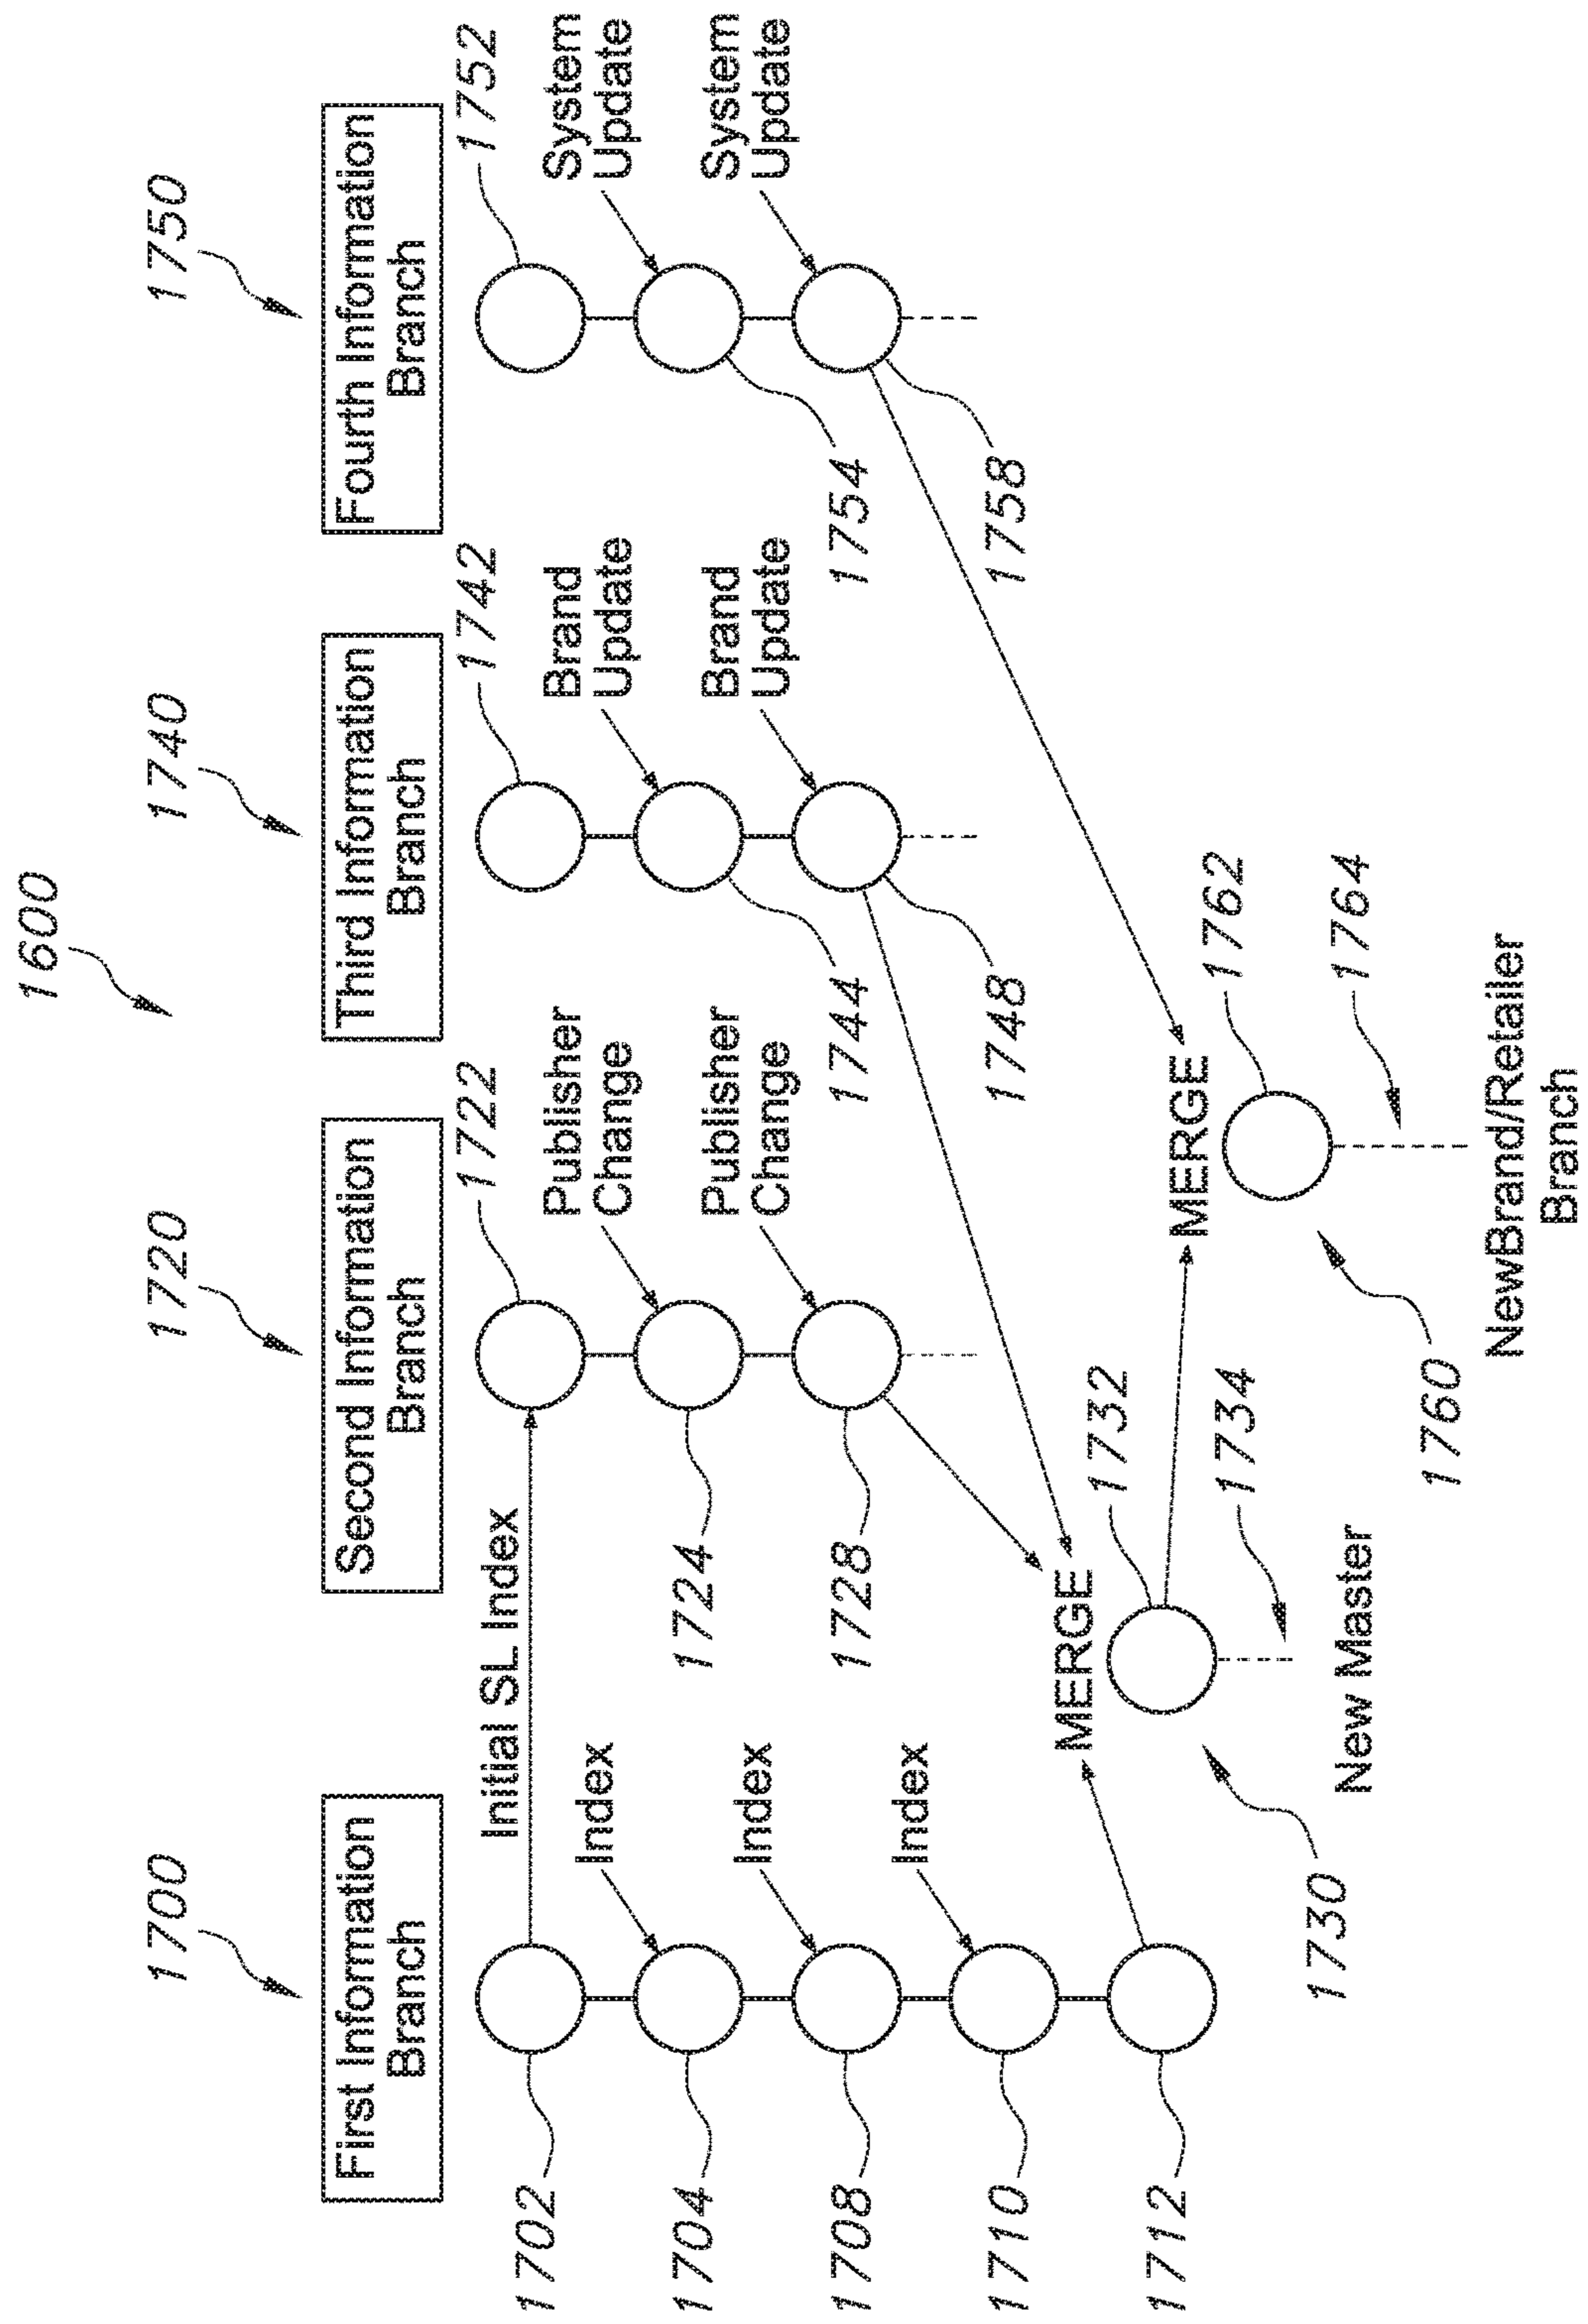 1600
1700
1720
1740
1750
First Information
Branch
Second Information
Branch
Third Information
Branch
Fourth Information
Branch
1702
Initial SL Index
1722
1742
1752
1704
Index
1724
Publisher
Change
1744
Brand
Update
1754
System
Update
1708
Index
1728
Publisher
Change
1748
Brand
Update
1758
System
Update
1710
Index
1712
MERGE
1732
1730
1734
New Master
MERGE
1762
1760
1764
NewBrand/Retailer
Branch